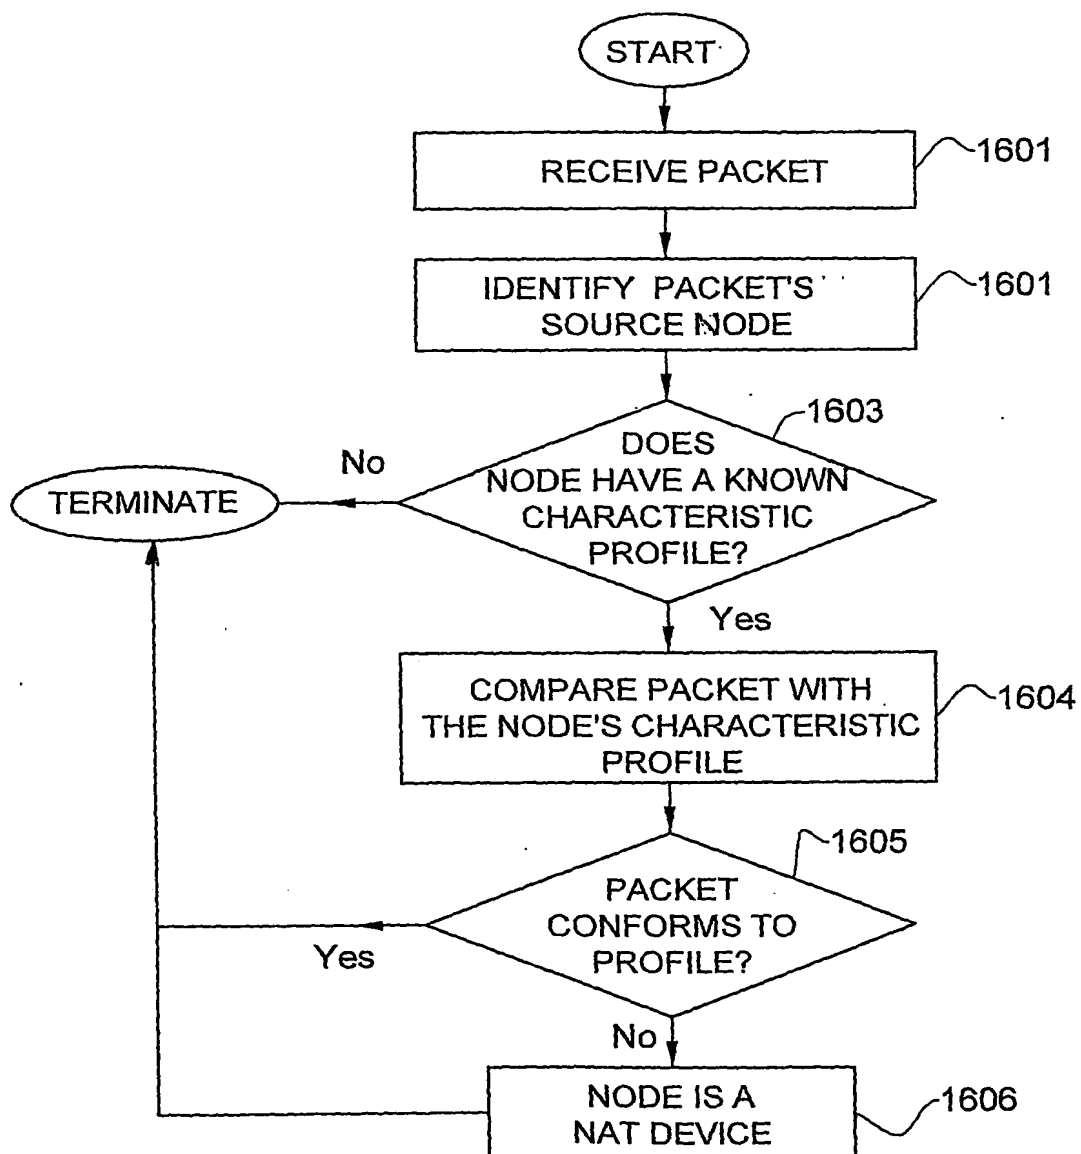 START
RECEIVE PACKET
1601
IDENTIFY PACKET'S
SOURCE NODE
1601
1603
DOES
NODE HAVE A KNOWN
CHARACTERISTIC
PROFILE?
No
TERMINATE
Yes
COMPARE PACKET WITH
THE NODE'S CHARACTERISTIC
PROFILE
1604
1605
PACKET
CONFORMS TO
PROFILE?
Yes
No
NODE IS A
NAT DEVICE
1606